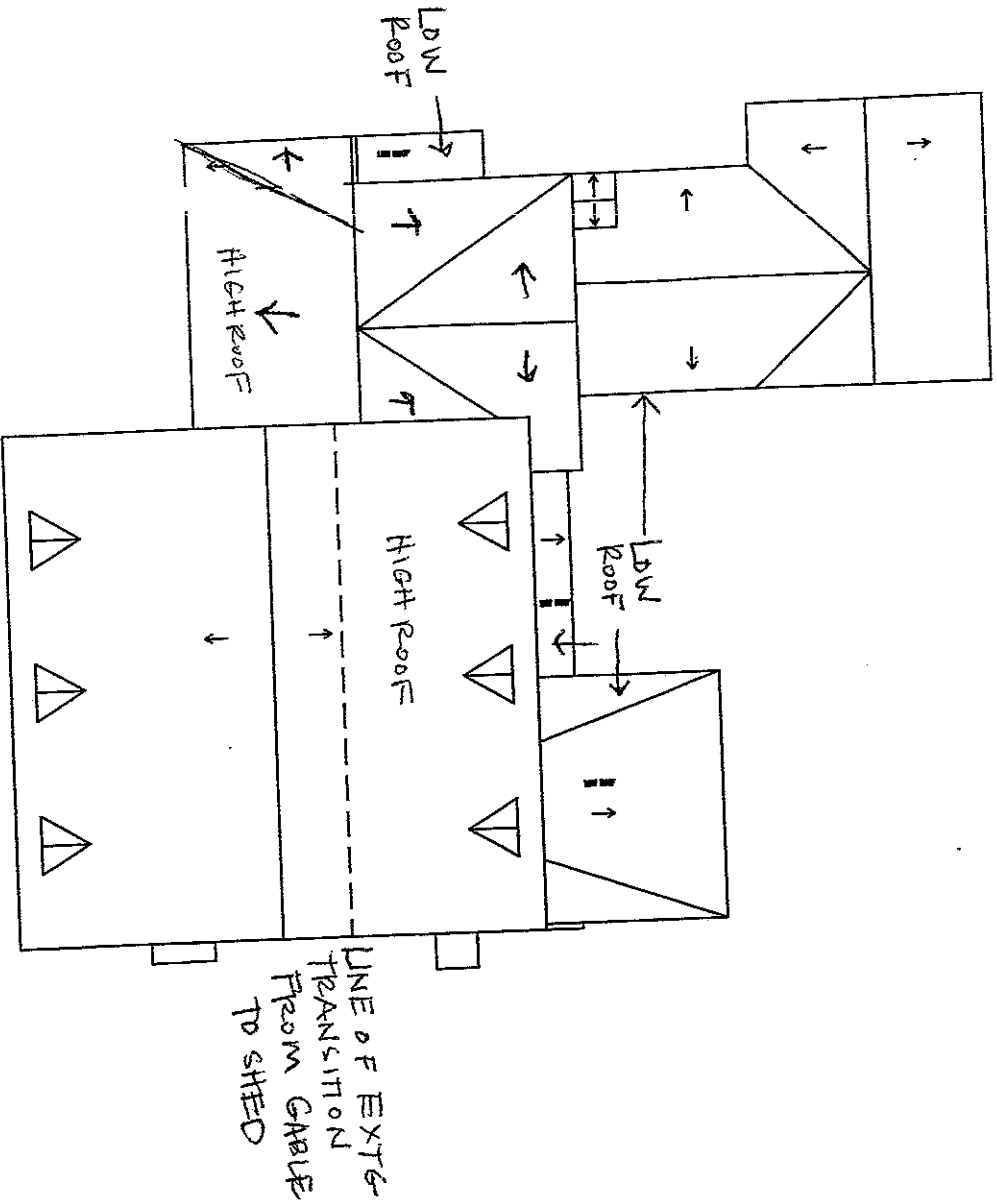 LOW
ROOF
HIGH ROOF
HIGH ROOF
LOW
ROOF
LINE OF EXTG
TRANSITION
FROM GABLE
TO SHED